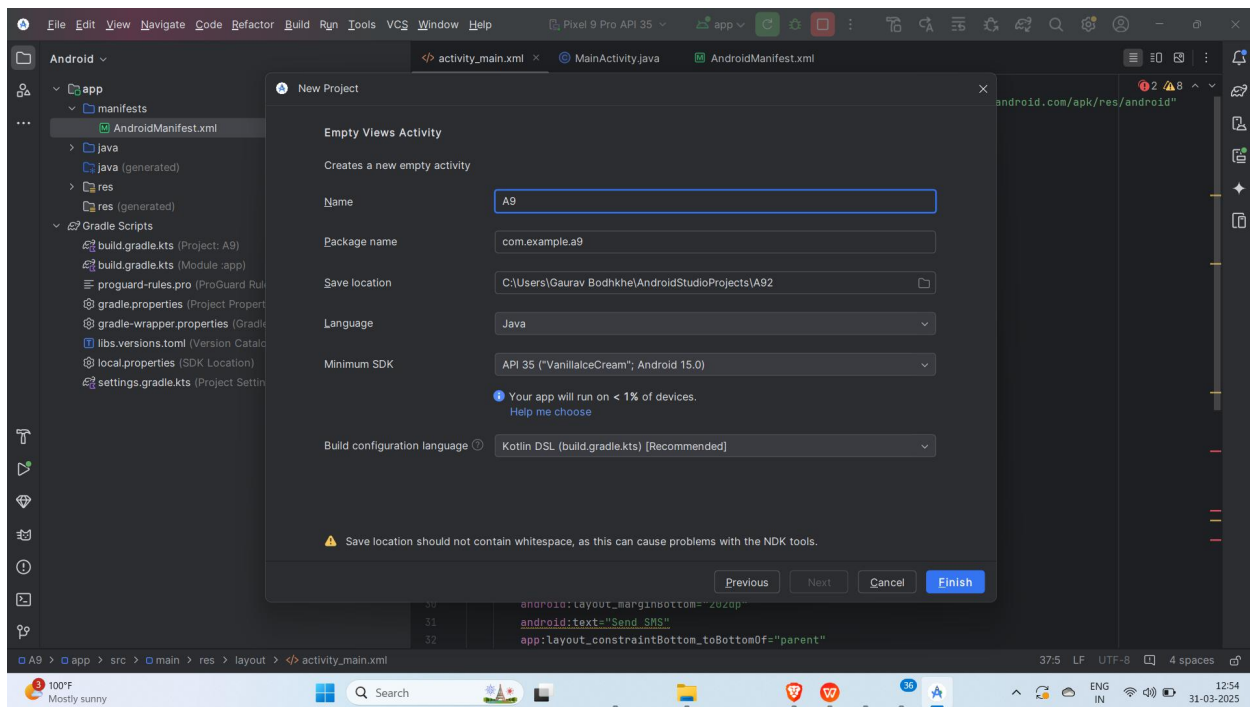 File Edit View Navigate Code Refactor Build Run Tools VCS Window Help Pixel 9 Pro API 35 app
Android
activity_main.xml MainActivity.java AndroidManifest.xml
app
manifests
AndroidManifest.xml
java
java (generated)
res
res (generated)
Gradle Scripts
build.gradle.kts (Project: A9)
build.gradle.kts (Module :app)
proguard-rules.pro (ProGuard Rul
gradle.properties (Project Propert
gradle-wrapper.properties (Gradle
libs.versions.toml (Version Catalo
local.properties (SDK Location)
settings.gradle.kts (Project Settin
2 8
android.com/apk/res/android"
New Project
Empty Views Activity
Creates a new empty activity
Name A9
Package name com.example.a9
Save location C:\Users\Gaurav Bodhkhe\AndroidStudioProjects\A92
Language Java
Minimum SDK API 35 ("VanillaIceCream"; Android 15.0)
Your app will run on < 1% of devices.
Help me choose
Build configuration language Kotlin DSL (build.gradle.kts) [Recommended]
Save location should not contain whitespace, as this can cause problems with the NDK tools.
Previous Next Cancel Finish
30 android:layout_marginBottom="202dp"
31 android:text="Send SMS"
32 app:layout_constraintBottom_toBottomOf="parent"
A9 > app > src > main > res > layout > activity_main.xml 37:5 LF UTF-8 4 spaces
3 100°F
Mostly sunny
Search
36
ENG
IN
12:54
31-03-2025